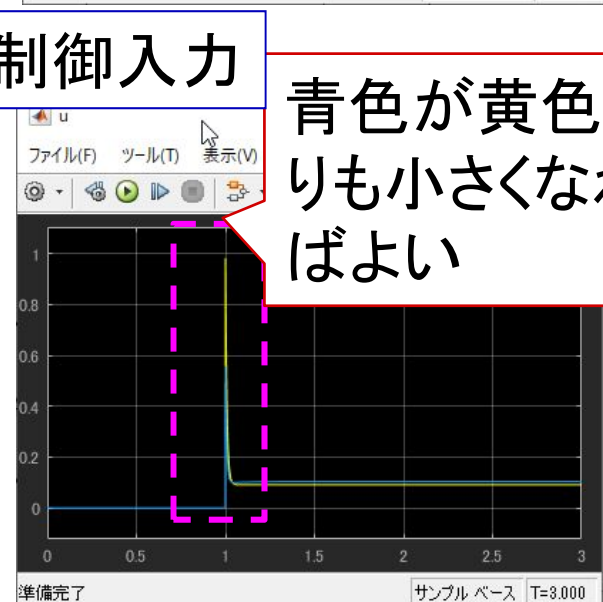 制御入力
青色が黄色
りも小さくなれ
ばよい
u
ファイル(F) ツール(T) 表示(V)
1
0.8
0.6
0.4
0.2
0
0 0.5 1 1.5 2 2.5 3
準備完了 サンプル ベース T=3.000